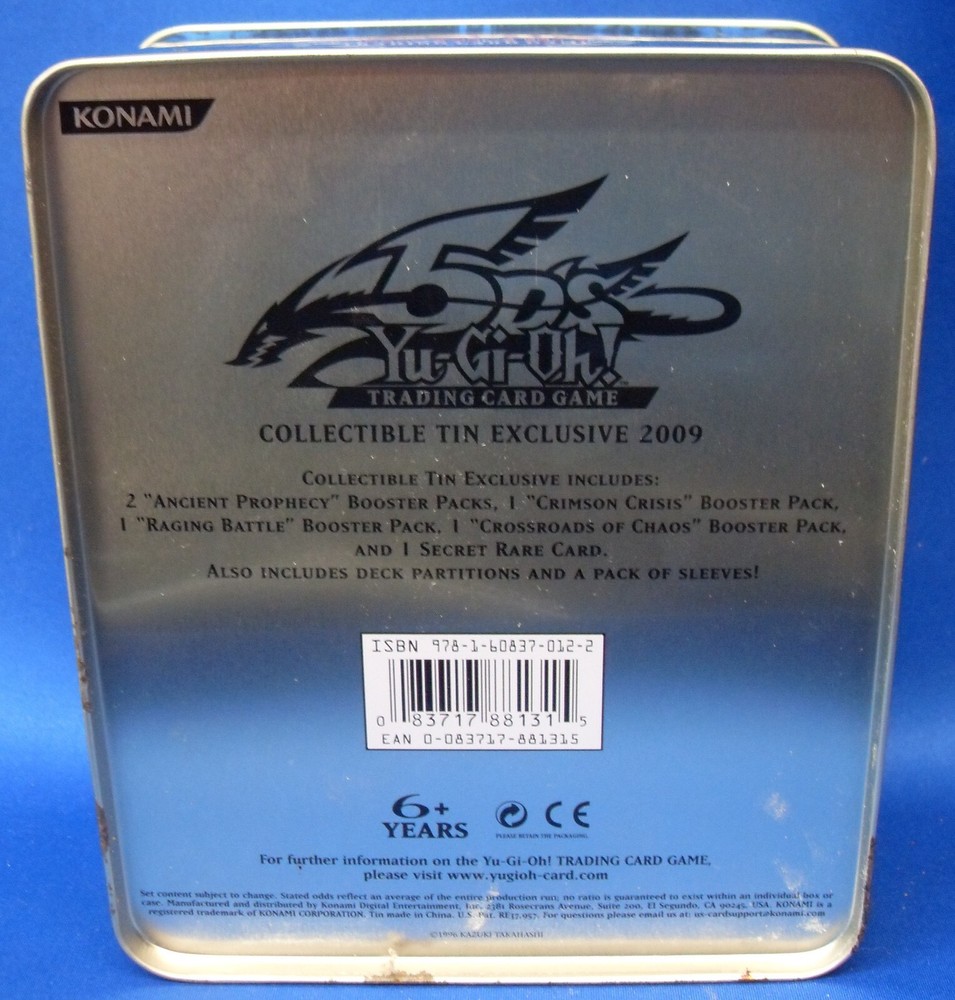 KONAMI
5D's
Yu-Gi-Oh!
TRADING CARD GAME
COLLECTIBLE TIN EXCLUSIVE 2009
COLLECTIBLE TIN EXCLUSIVE INCLUDES:
2 "ANCIENT PROPHECY" BOOSTER PACKS, 1 "CRIMSON CRISIS" BOOSTER PACK,
1 "RAGING BATTLE" BOOSTER PACK, 1 "CROSSROADS OF CHAOS" BOOSTER PACK,
AND 1 SECRET RARE CARD.
ALSO INCLUDES DECK PARTITIONS AND A PACK OF SLEEVES!
ISBN 978-1-60837-012-2
0 83717 88131 5
EAN 0-083717-881315
6+
YEARS
CE
PLEASE RETAIN THE PACKAGING.
For further information on the Yu-Gi-Oh! TRADING CARD GAME,
please visit www.yugioh-card.com
Set content subject to change. Stated odds reflect an average of the entire production run; no ratio is guaranteed to exist within an individual box or
case. Manufactured and distributed by Konami Digital Entertainment, Inc. 2381 Rosecrans Avenue, Suite 200, El Segundo, CA 90245, USA. KONAMI is a
registered trademark of KONAMI CORPORATION. Tin made in China. U.S. Pat. RE37,957. For questions please email us at: us-cardsupport@konami.com
©1996 KAZUKI TAKAHASHI